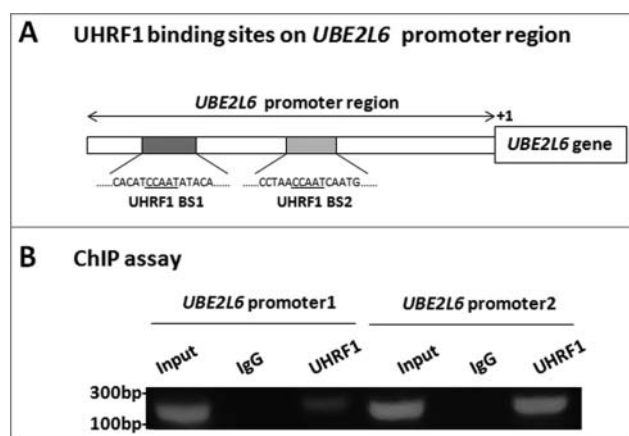 A UHRF1 binding sites on UBE2L6 promoter region
UBE2L6 promoter region
+1
UBE2L6 gene
......CACATCCAATATACA...... ......CCTAACCAATCAATG......
UHRF1 BS1 UHRF1 BS2
B ChIP assay
UBE2L6 promoter1 UBE2L6 promoter2
Input IgG UHRF1 Input IgG UHRF1
300bp-
100bp-